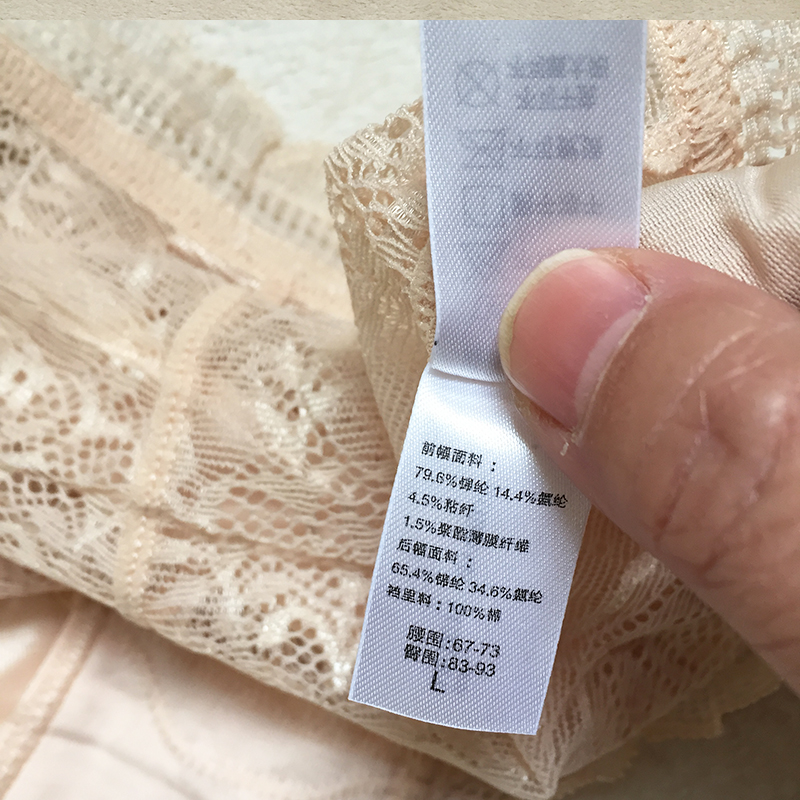 前幅面料：
79.6%锦纶 14.4%氨纶
4.5%粘纤
1.5%聚酯薄膜纤维
后幅面料：
65.4%锦纶 34.6%氨纶
裆里料：100%棉
腰围:67-73
臀围:83-93
L